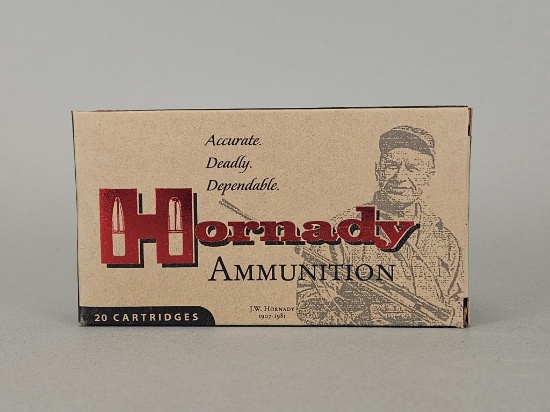 Accurate.
Deadly.
Dependable.
Hornady
AMMUNITION
J.W. HORNADY
1907-1981
20 CARTRIDGES